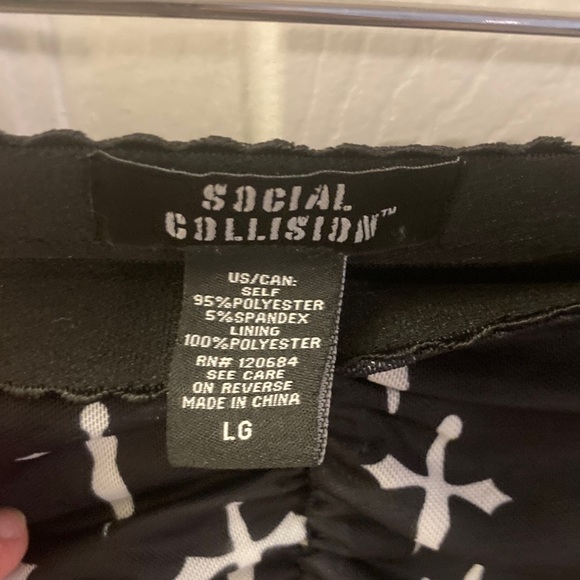 SOCIAL
COLLISION™
US/CAN:
SELF
95%POLYESTER
5%SPANDEX
LINING
100%POLYESTER
RN# 120684
SEE CARE
ON REVERSE
MADE IN CHINA
LG